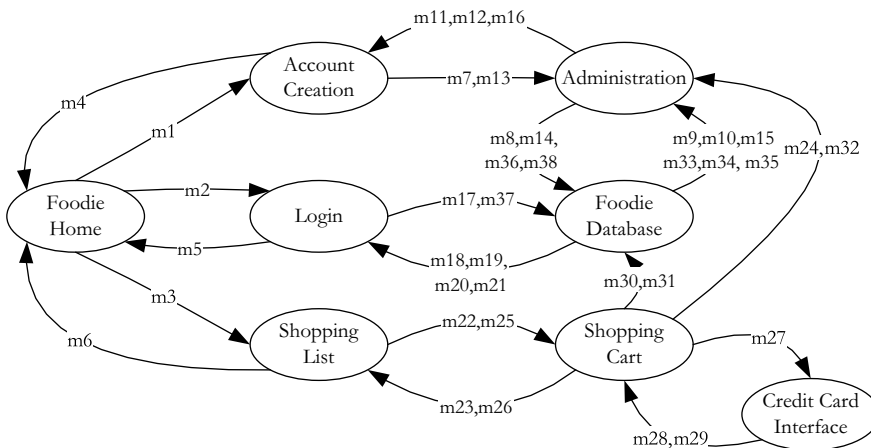 m11,m12,m16
Account
Creation
m7,m13
Administration
m4
m1
m8,m14,
m36,m38
m9,m10,m15
m33,m34, m35
m24,m32
m2
Foodie
Home
Login
m17,m37
Foodie
Database
m5
m18,m19,
m20,m21
m30,m31
m3
m6
Shopping
List
m22,m25
Shopping
Cart
m27
m23,m26
Credit Card
Interface
m28,m29